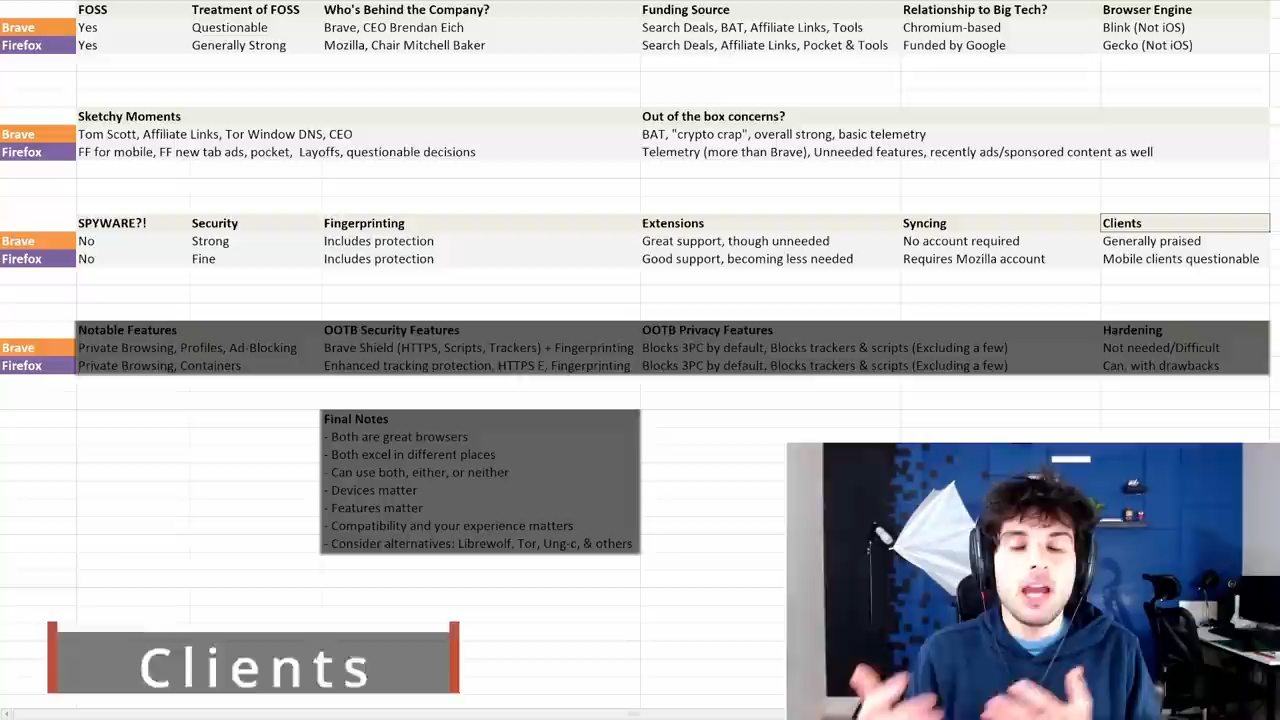 FOSS Treatment of FOSS Who's Behind the Company? Funding Source Relationship to Big Tech? Browser Engine
Brave Yes Questionable Brave, CEO Brendan Eich Search Deals, BAT, Affiliate Links, Tools Chromium-based Blink (Not iOS)
Firefox Yes Generally Strong Mozilla, Chair Mitchell Baker Search Deals, Affiliate Links, Pocket & Tools Funded by Google Gecko (Not iOS)
Sketchy Moments Out of the box concerns?
Brave Tom Scott, Affiliate Links, Tor Window DNS, CEO BAT, "crypto crap", overall strong, basic telemetry
Firefox FF for mobile, FF new tab ads, pocket, Layoffs, questionable decisions Telemetry (more than Brave), Unneeded features, recently ads/sponsored content as well
SPYWARE?! Security Fingerprinting Extensions Syncing Clients
Brave No Strong Includes protection Great support, though unneeded No account required Generally praised
Firefox No Fine Includes protection Good support, becoming less needed Requires Mozilla account Mobile clients questionable
Notable Features OOTB Security Features OOTB Privacy Features Hardening
Brave Private Browsing, Profiles, Ad-Blocking Brave Shield (HTTPS, Scripts, Trackers) + Fingerprinting Blocks 3PC by default, Blocks trackers & scripts (Excluding a few) Not needed/Difficult
Firefox Private Browsing, Containers Enhanced tracking protection, HTTPS E, Fingerprinting Blocks 3PC by default, Blocks trackers & scripts (Excluding a few) Can, with drawbacks
Final Notes
- Both are great browsers
- Both excel in different places
- Can use both, either, or neither
- Devices matter
- Features matter
- Compatibility and your experience matters
- Consider alternatives: Librewolf, Tor, Ung-c, & others
Clients